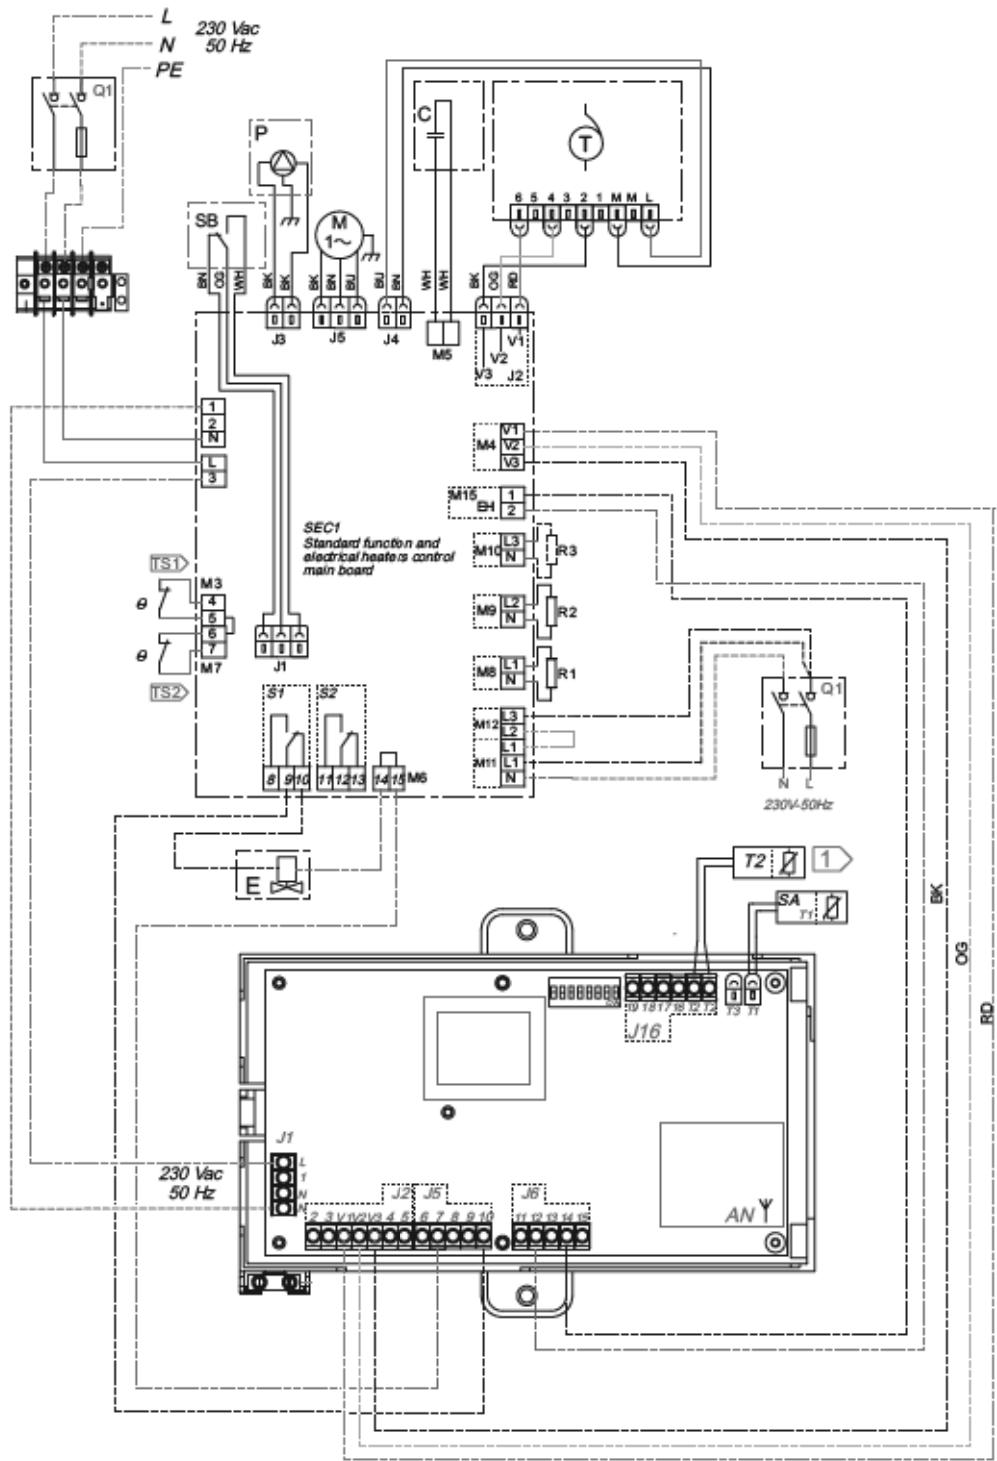 L
N
PE
230 Vac
50 Hz
Q1
P
C
T
SB
M
1~
6 5 4 3 2 1 M M L
BN OG WH
BK BK
BK BN BU
BU BN
WH WH
BK OG RD
J3
J5
J4
M5
V1
V2
V3
J2
1
2
N
L
3
M4
V1
V2
V3
M15
EH
1
2
SEC1
Standard function and
electrical heaters control
main board
M10
L3
N
R3
M9
L2
N
R2
M8
L1
N
R1
TS1
M3
4
5
6
7
M7
TS2
θ
θ
J1
S1
S2
8 9 10
11 12 13
14 15
M6
M12
L3
L2
L1
M11
L1
N
Q1
N L
230V-50Hz
E
T2
1
SA
T1
BK
OG
RD
19 18 17 16 T2 T2
T3 T1
J16
J1
L
1
N
N
230 Vac
50 Hz
J2 J5
2 3 V1 V2 V3 4 5 6 7 8 9 10
J6
11 12 13 14 15
AN